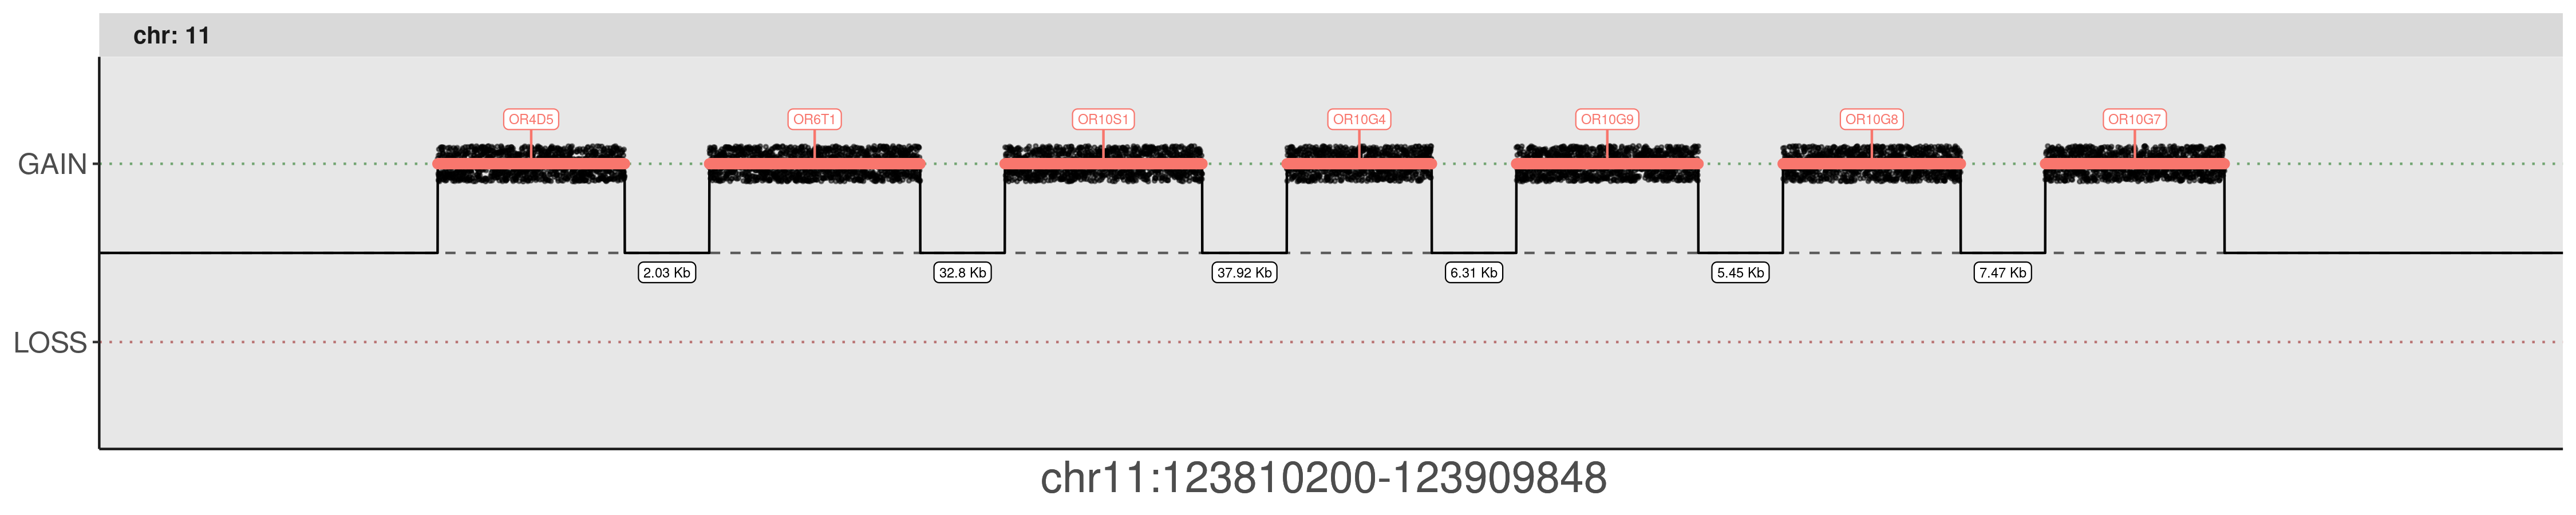 chr: 11
OR4D5 OR6T1 OR10S1 OR10G4 OR10G9 OR10G8 OR10G7
GAIN
2.03 Kb 32.8 Kb 37.92 Kb 6.31 Kb 5.45 Kb 7.47 Kb
LOSS
chr11:123810200-123909848